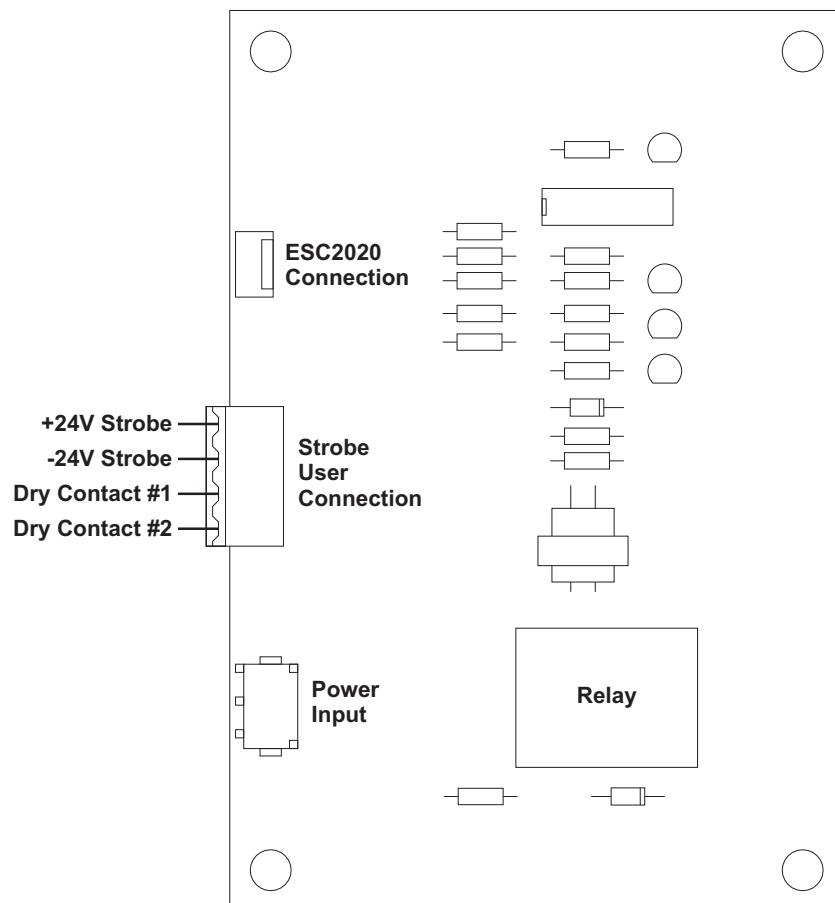 ESC2020
Connection
+24V Strobe
-24V Strobe
Dry Contact #1
Dry Contact #2
Strobe
User
Connection
Power
Input
Relay